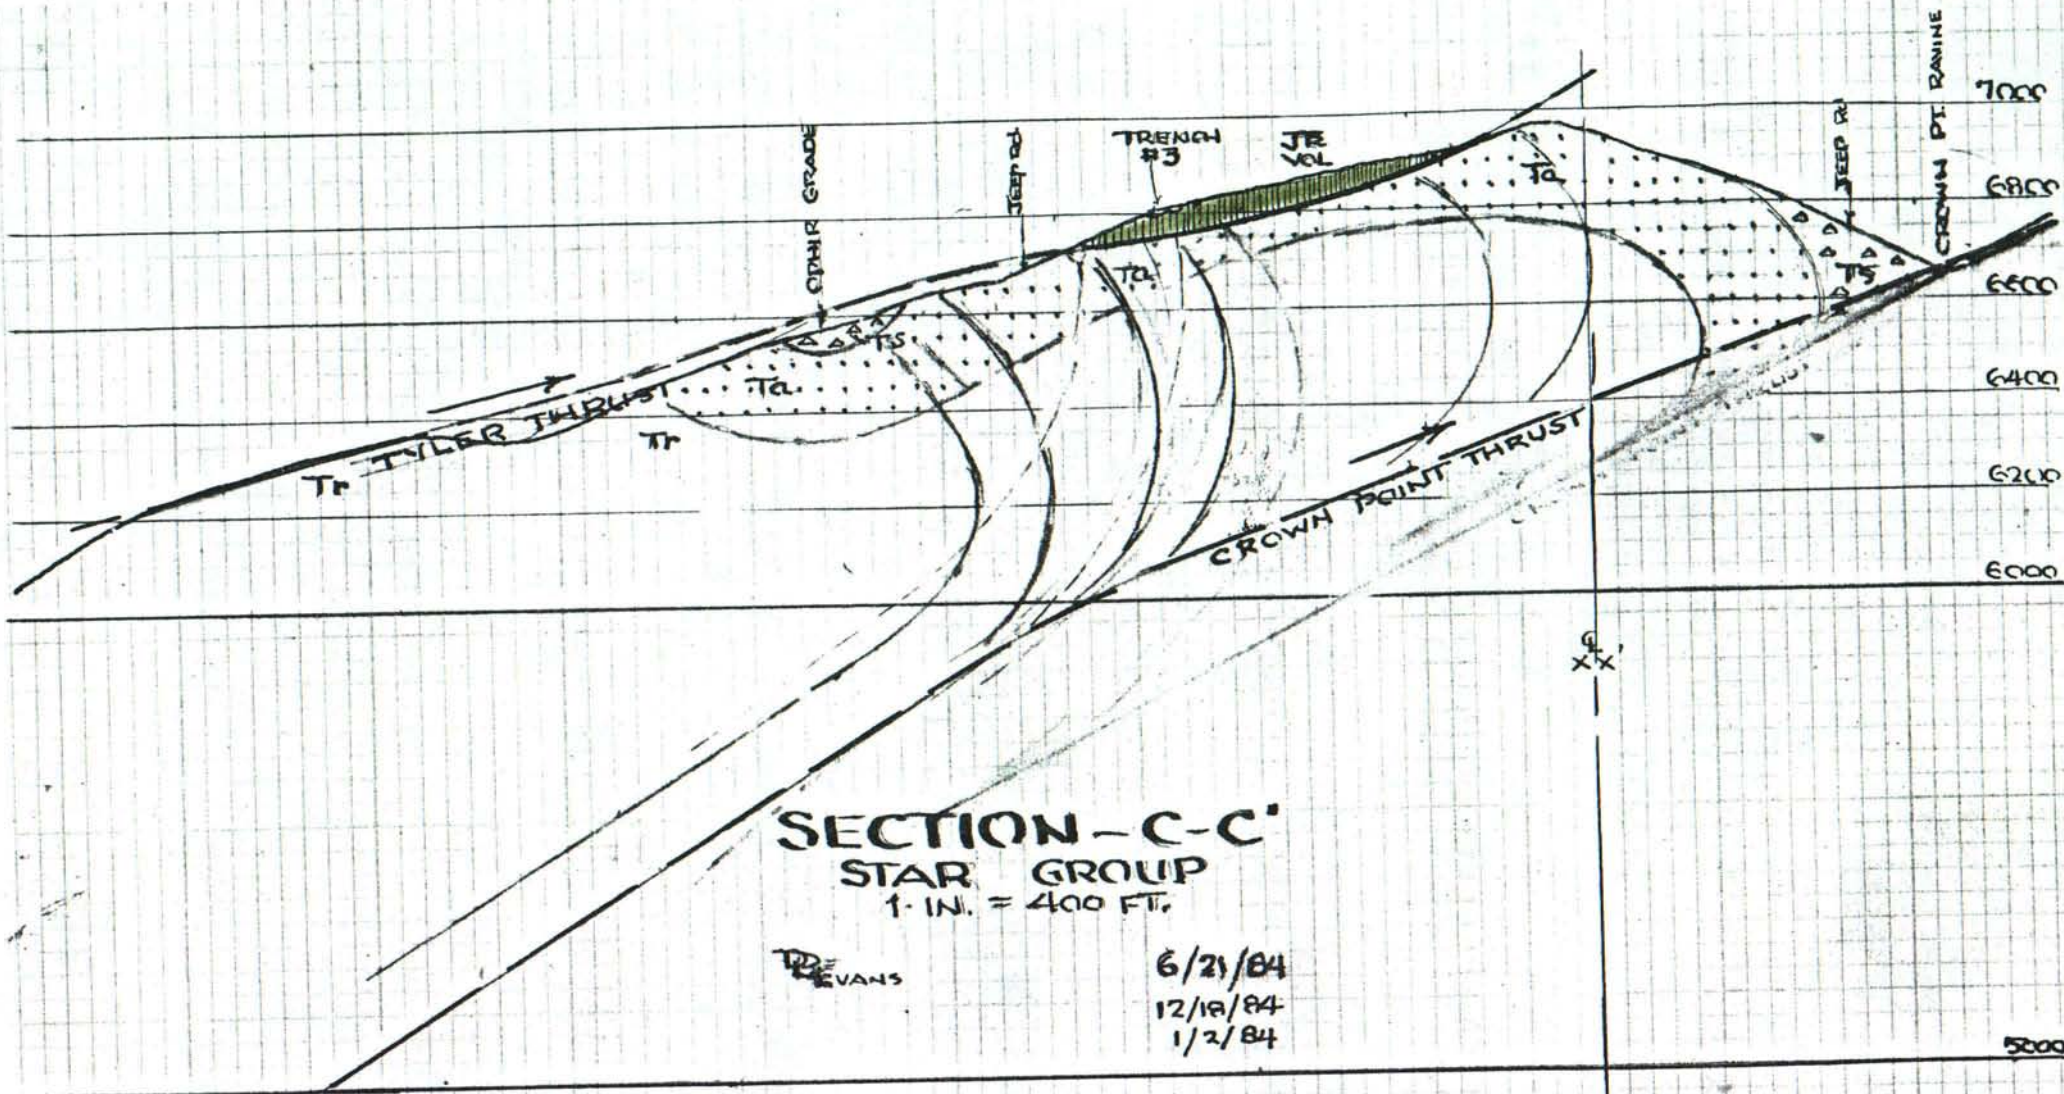 7000
6800
6600
6400
6200
6000
5000
OPHIR GRADE
JEEP RD
TRENCH
#3
JR
VOL
JEEP RD
CROWN PT. RAVINE
Ta
Ta
Ts
Ts
Ta
Tr
Tr
TYLER THRUST
CROWN POINT THRUST
℄
X X'
SECTION - C-C'
STAR GROUP
1 IN. = 400 FT.
EVANS
6/21/84
12/18/84
1/2/84